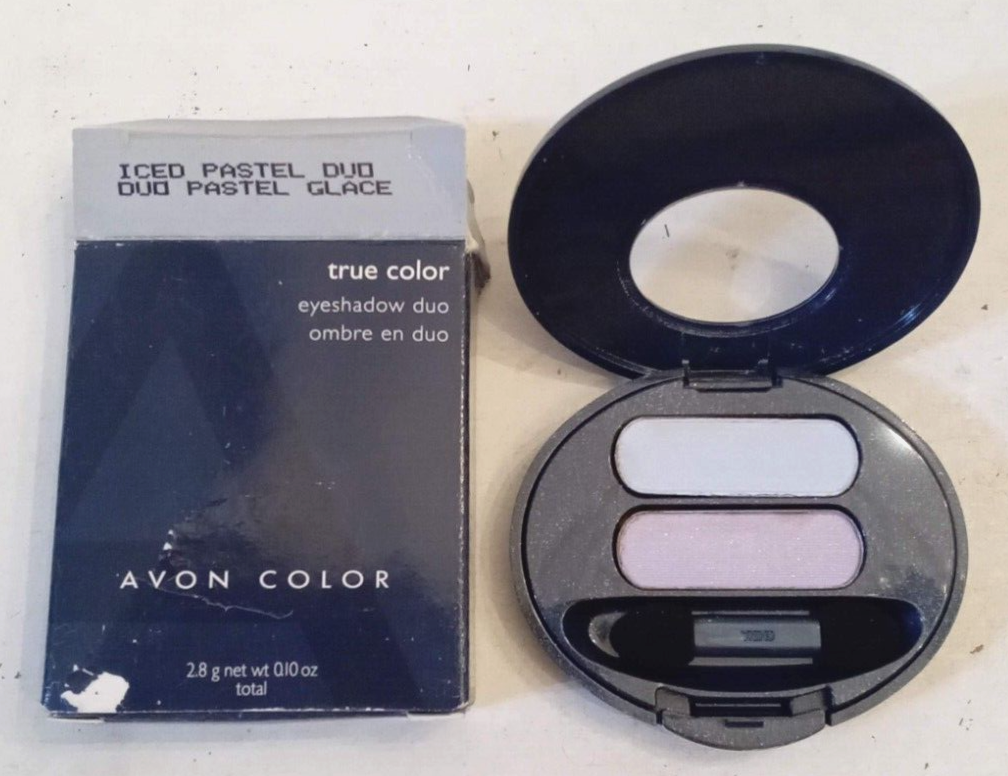 ICED PASTEL DUO
DUO PASTEL GLACE
true color
eyeshadow duo
ombre en duo
AVON COLOR
2.8 g net wt 0.10 oz
total